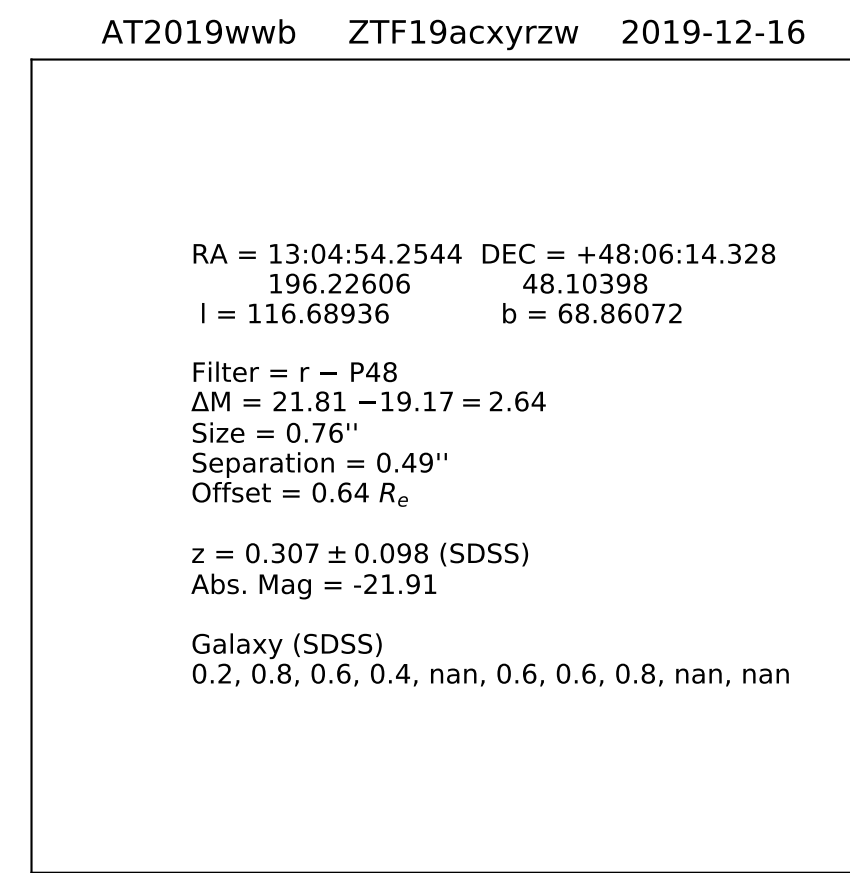 AT2019wwb ZTF19acxyrzw 2019-12-16
RA = 13:04:54.2544 DEC = +48:06:14.328
196.22606 48.10398
l = 116.68936 b = 68.86072
Filter = r − P48
ΔM = 21.81 −19.17 = 2.64
Size = 0.76''
Separation = 0.49''
Offset = 0.64 Re
z = 0.307 ± 0.098 (SDSS)
Abs. Mag = -21.91
Galaxy (SDSS)
0.2, 0.8, 0.6, 0.4, nan, 0.6, 0.6, 0.8, nan, nan